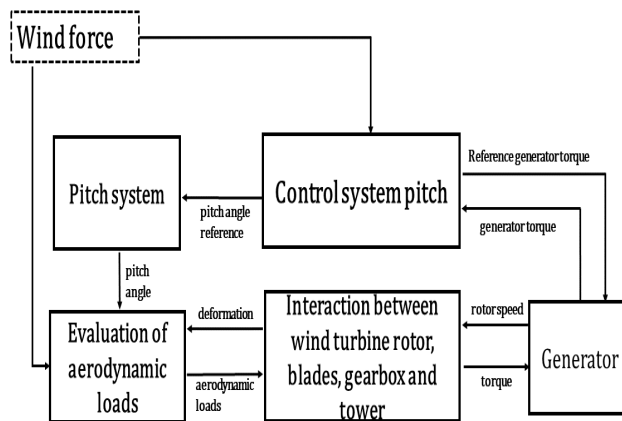 Wind force
Pitch system
Control system pitch
Reference generator torque
pitch angle
reference
generator torque
pitch
angle
Evaluation of
aerodynamic
loads
deformation
aerodynamic
loads
Interaction between
wind turbine rotor,
blades, gearbox and
tower
rotor speed
torque
Generator